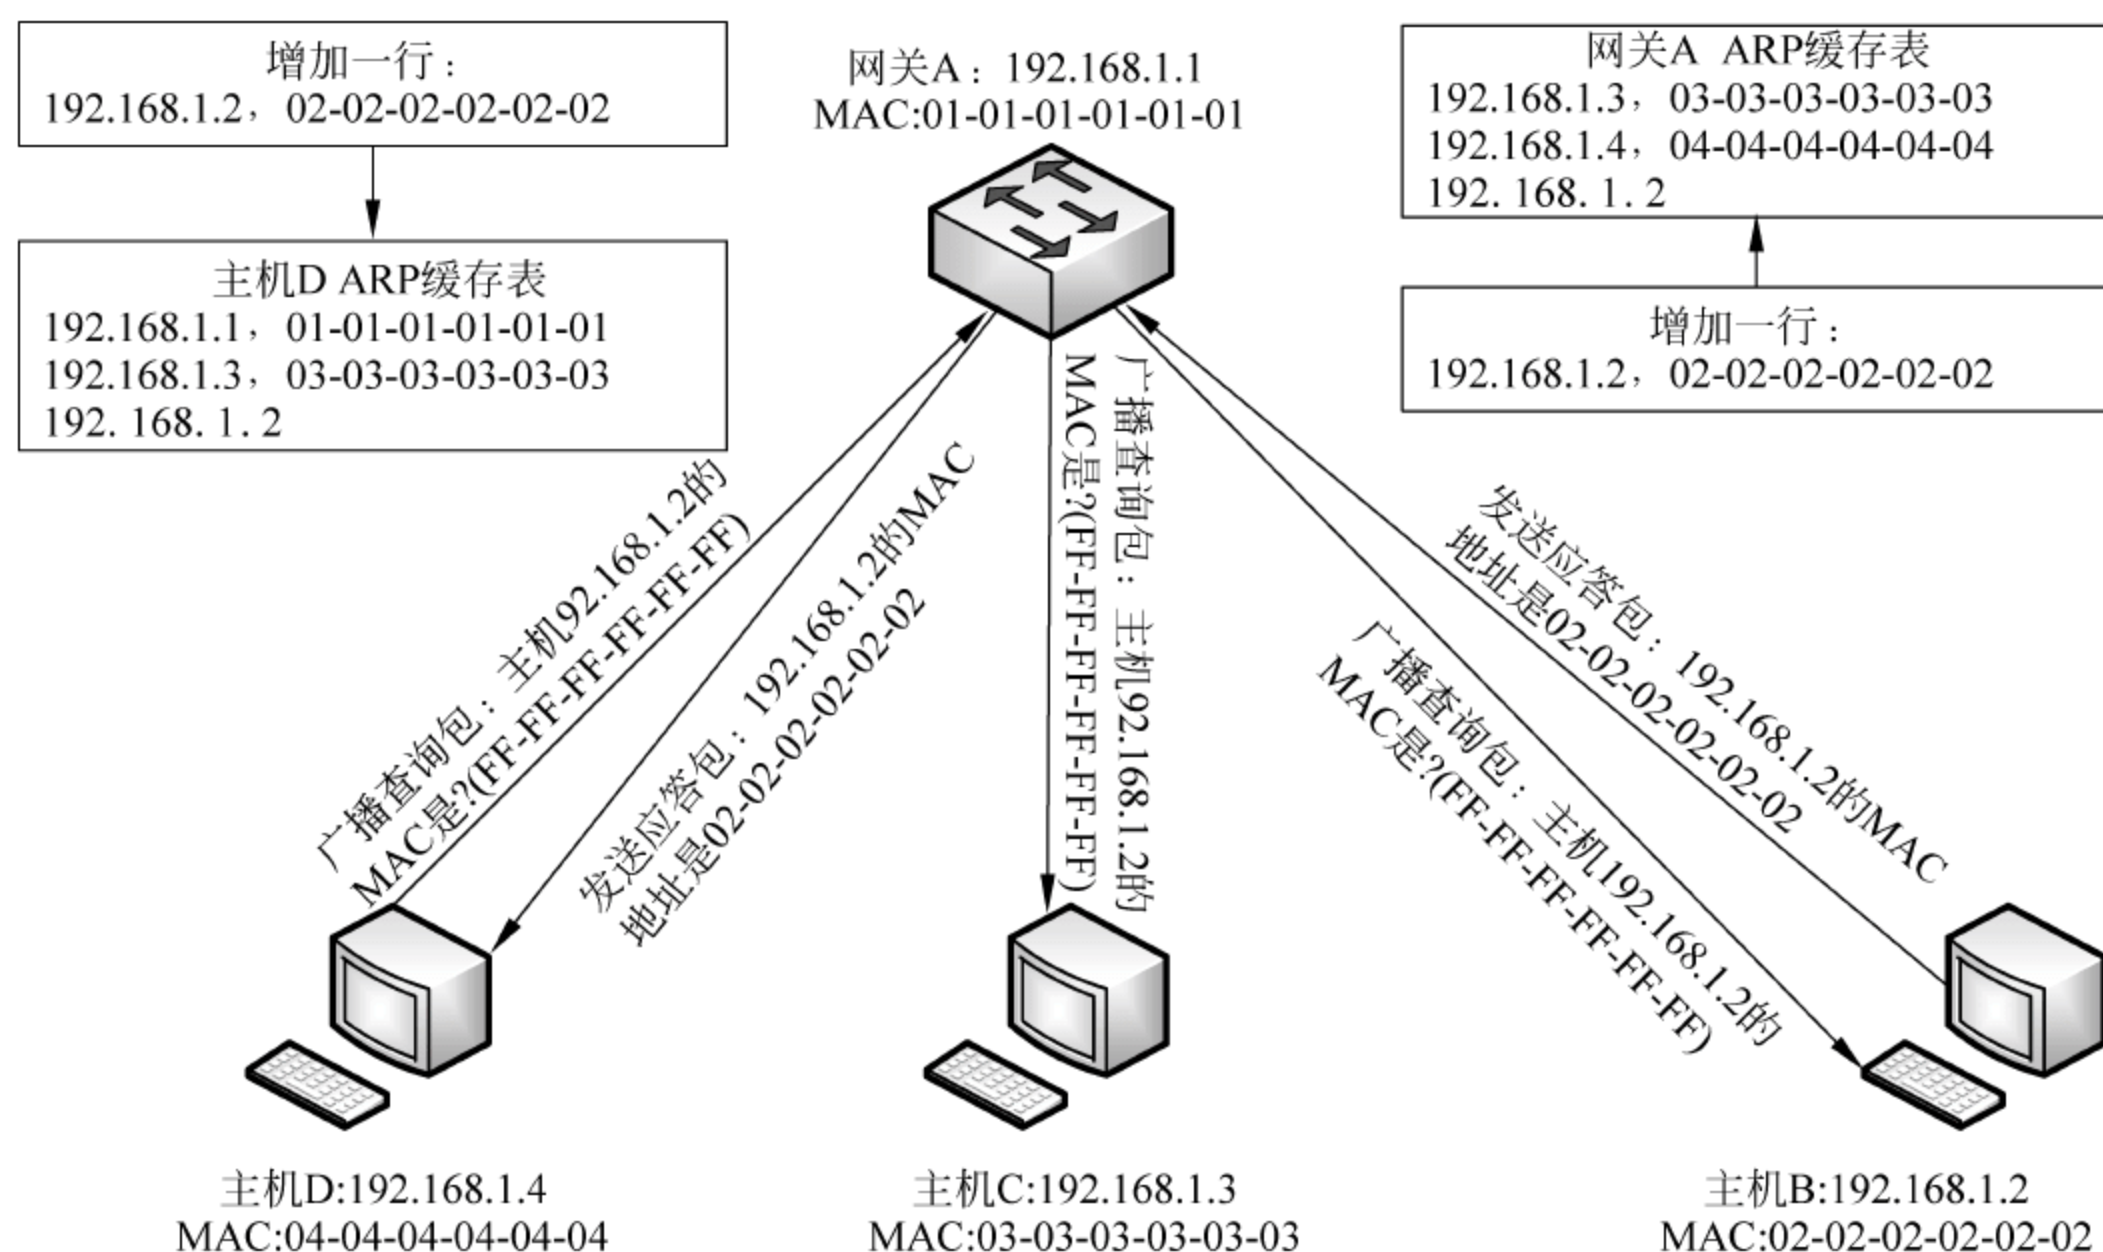 增加一行：
192.168.1.2，02-02-02-02-02-02
主机D ARP缓存表
192.168.1.1，01-01-01-01-01-01
192.168.1.3，03-03-03-03-03-03
192. 168. 1. 2
网关A：192.168.1.1
MAC:01-01-01-01-01-01
网关A ARP缓存表
192.168.1.3，03-03-03-03-03-03
192.168.1.4，04-04-04-04-04-04
192. 168. 1. 2
增加一行：
192.168.1.2，02-02-02-02-02-02
广播查询包：主机92.168.1.2的
MAC是?(FF-FF-FF-FF-FF-FF)
发送应答包：192.168.1.2的MAC
地址是02-02-02-02-02-02
广播查询包：主机92.168.1.2的
MAC是?(FF-FF-FF-FF-FF-FF)
广播查询包：主机192.168.1.2的
MAC是?(FF-FF-FF-FF-FF-FF)
发送应答包：192.168.1.2的MAC
地址是02-02-02-02-02-02
主机D:192.168.1.4
MAC:04-04-04-04-04-04
主机C:192.168.1.3
MAC:03-03-03-03-03-03
主机B:192.168.1.2
MAC:02-02-02-02-02-02